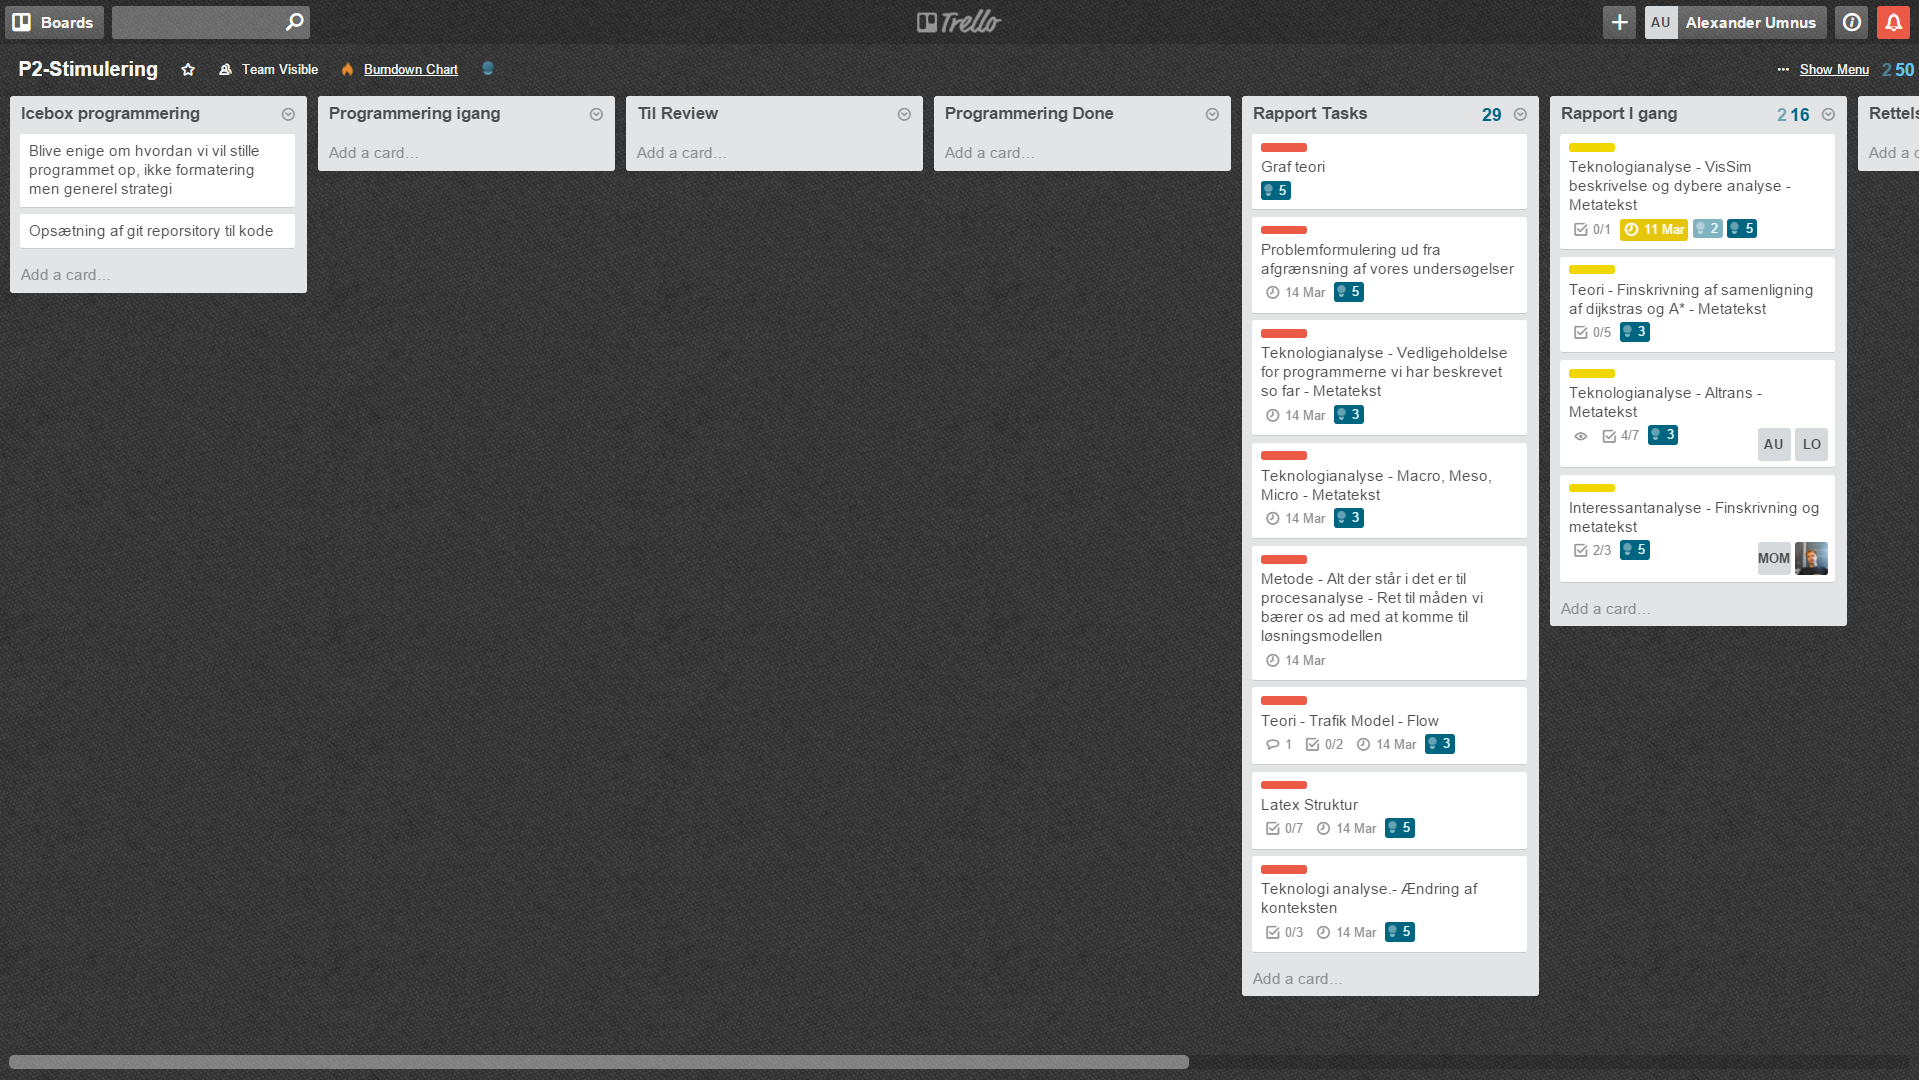 Boards
Trello
AU Alexander Umnus
P2-Stimulering
Team Visible
Burndown Chart
Show Menu
2 50
Icebox programmering
Blive enige om hvordan vi vil stille
programmet op, ikke formatering
men generel strategi
Opsætning af git reporsitory til kode
Add a card...
Programmering igang
Add a card...
Til Review
Add a card...
Programmering Done
Add a card...
Rapport Tasks 29
Graf teori
5
Problemformulering ud fra
afgrænsning af vores undersøgelser
14 Mar 5
Teknologianalyse - Vedligeholdelse
for programmerne vi har beskrevet
so far - Metatekst
14 Mar 3
Teknologianalyse - Macro, Meso,
Micro - Metatekst
14 Mar 3
Metode - Alt der står i det er til
procesanalyse - Ret til måden vi
bærer os ad med at komme til
løsningsmodellen
14 Mar
Teori - Trafik Model - Flow
1 0/2 14 Mar 3
Latex Struktur
0/7 14 Mar 5
Teknologi analyse.- Ændring af
konteksten
0/3 14 Mar 5
Add a card...
Rapport I gang 2 16
Teknologianalyse - VisSim
beskrivelse og dybere analyse -
Metatekst
0/1 11 Mar 2 5
Teori - Finskrivning af samenligning
af dijkstras og A* - Metatekst
0/5 3
Teknologianalyse - Altrans -
Metatekst
4/7 3
AU LO
Interessantanalyse - Finskrivning og
metatekst
2/3 5
MOM
Add a card...
Rettels
Add a c